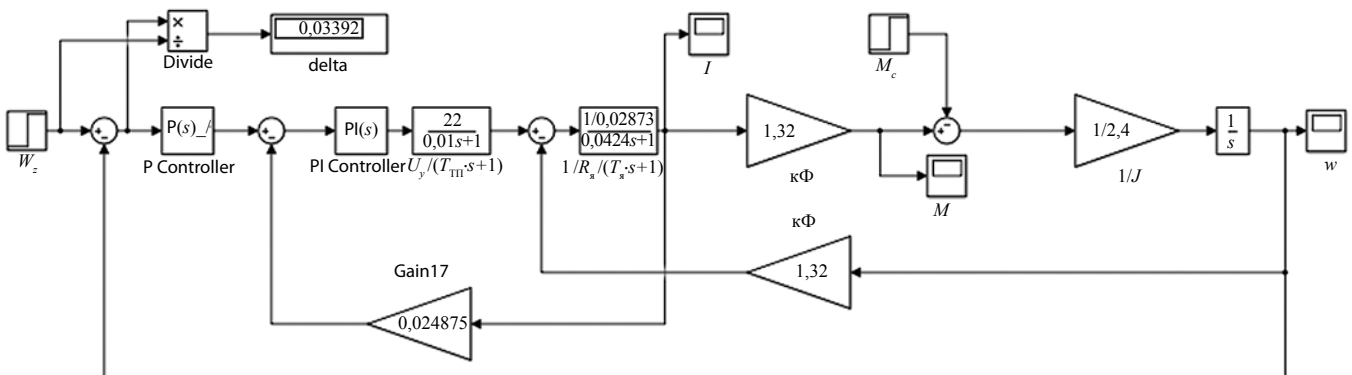 0,03392
Divide
delta
×
÷
I
M_c
W_z
P(s)_/
P Controller
PI(s)
PI Controller
22
0,01s+1
U_y/(T_ТП·s+1)
1/0,02873
0,0424s+1
1/R_я/(T_я·s+1)
1,32
кФ
M
1/2,4
1/J
1
s
w
кФ
1,32
Gain17
0,024875